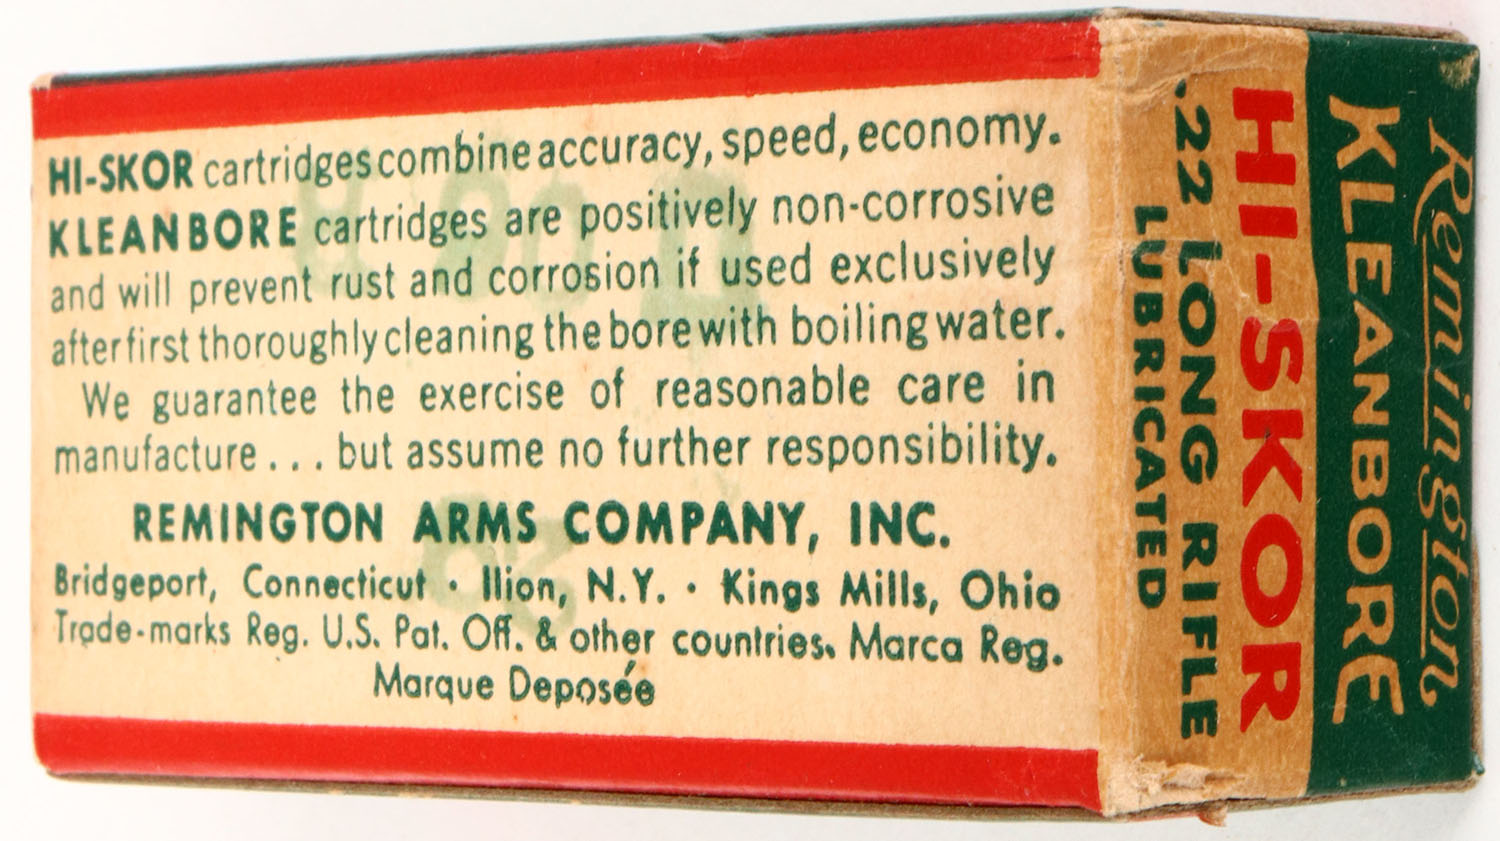 HI-SKOR cartridges combine accuracy, speed, economy.
KLEANBORE cartridges are positively non-corrosive
and will prevent rust and corrosion if used exclusively
after first thoroughly cleaning the bore with boiling water.
We guarantee the exercise of reasonable care in
manufacture . . . but assume no further responsibility.
REMINGTON ARMS COMPANY, INC.
Bridgeport, Connecticut · Ilion, N.Y. · Kings Mills, Ohio
Trade-marks Reg. U.S. Pat. Off. & other countries. Marca Reg.
Marque Deposée
Remington
KLEANBORE
HI-SKOR
.22 LONG RIFLE
LUBRICATED